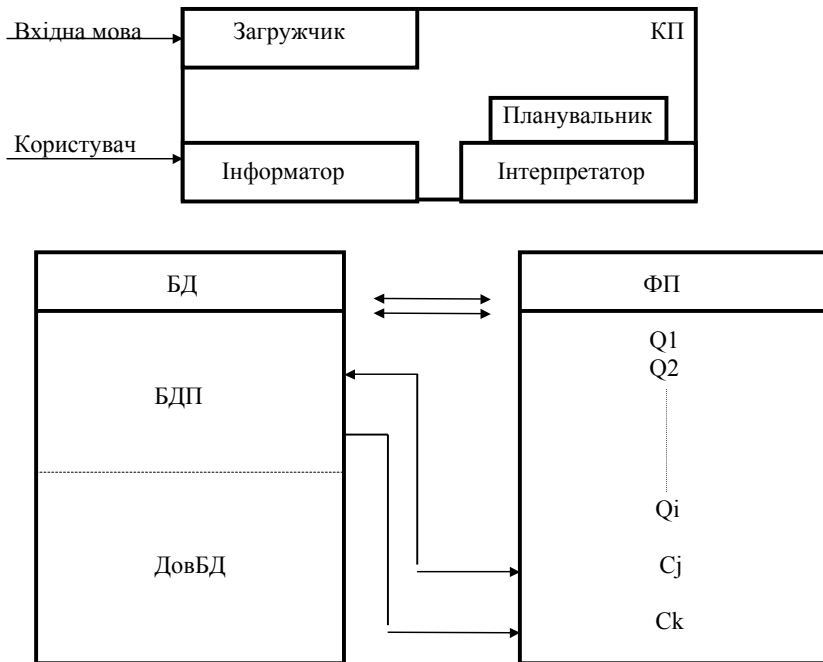 Вхідна мова
Загружчик
КП
Планувальник
Користувач
Інформатор
Інтерпретатор
БД
ФП
Q1
Q2
БДП
Qi
ДовБД
Cj
Ck